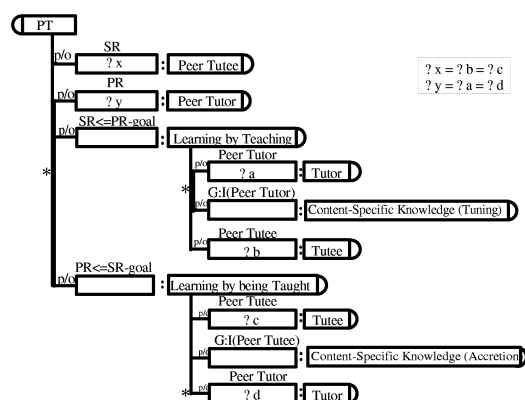 PT
SR
p/o ? x : Peer Tutee
? x = ? b = ? c
? y = ? a = ? d
PR
p/o ? y : Peer Tutor
SR<=PR-goal
p/o : Learning by Teaching
Peer Tutor
p/o ? a : Tutor
* *
G:I(Peer Tutor)
p/o : Content-Specific Knowledge (Tuning)
Peer Tutee
p/o ? b : Tutee
PR<=SR-goal
p/o : Learning by being Taught
Peer Tutee
p/o ? c : Tutee
G:I(Peer Tutee)
p/o : Content-Specific Knowledge (Accretion
Peer Tutor
* p/o ? d : Tutor